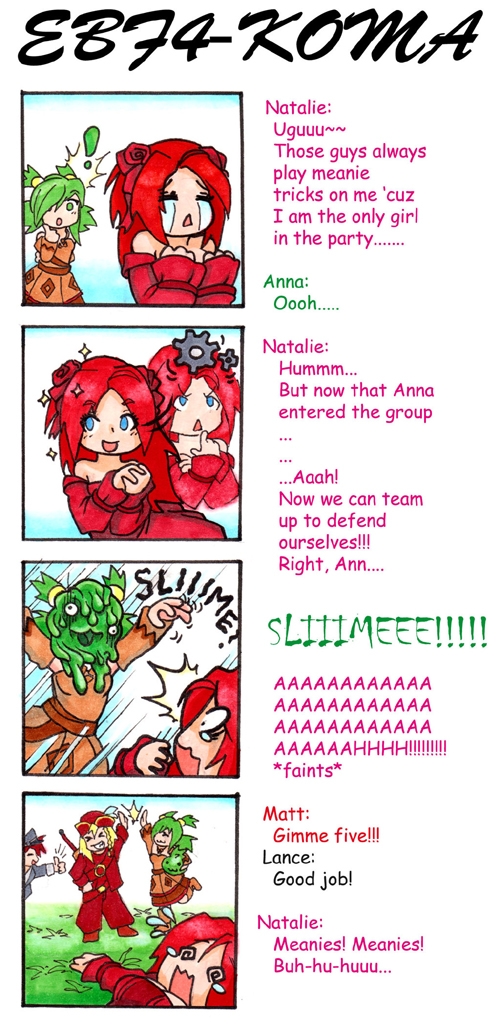 EBF4-KOMA
Natalie:
Uguuu~~
Those guys always
play meanie
tricks on me ‘cuz
I am the only girl
in the party.......
Anna:
Oooh.....
Natalie:
Hummm...
But now that Anna
entered the group
...
...
...Aaah!
Now we can team
up to defend
ourselves!!!
Right, Ann....
SLIIIME!
SLIIIMEEE!!!!!
AAAAAAAAAAAA
AAAAAAAAAAAA
AAAAAAAAAAAA
AAAAAAHHHH!!!!!!!!!
*faints*
Matt:
Gimme five!!!
Lance:
Good job!
Natalie:
Meanies! Meanies!
Buh-hu-huuu...